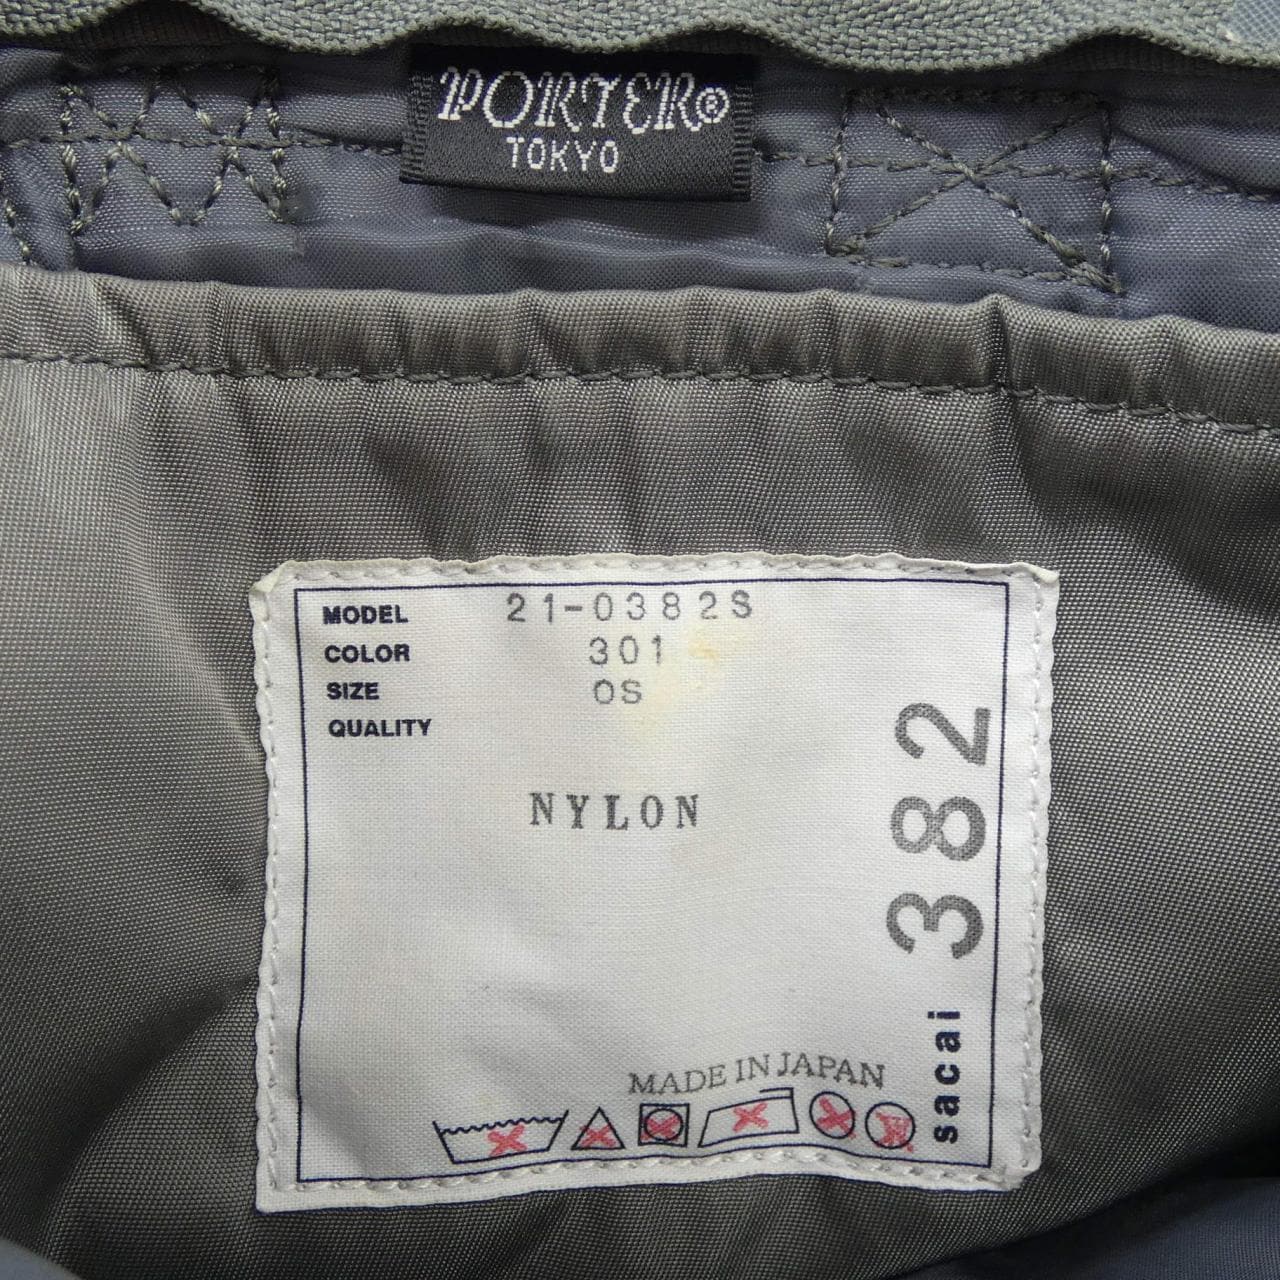 PORTER®
TOKYO
MODEL 21-0382S
COLOR 301
SIZE OS
QUALITY
NYLON
MADE IN JAPAN
sacai 382